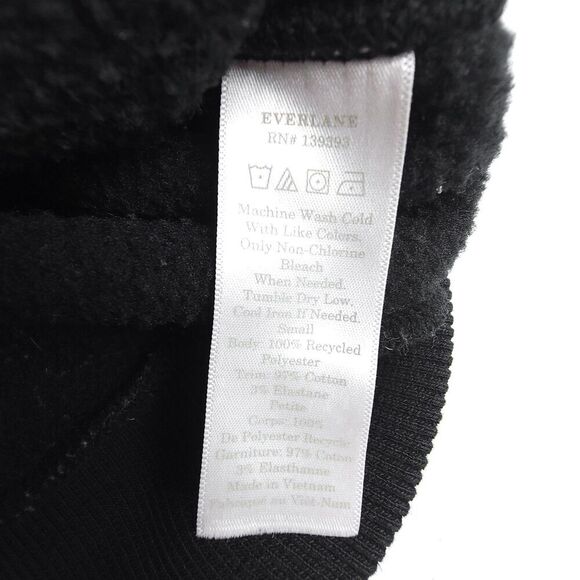 EVERLANE
RN# 139393
Machine Wash Cold
With Like Colors.
Only Non-Chlorine
Bleach
When Needed.
Tumble Dry Low.
Cool Iron If Needed.
Small
Body: 100% Recycled
Polyester
Trim: 97% Cotton
3% Elastane
Petite
Corps: 100%
De Polyester Recyclé
Garniture: 97% Cotton
3% Elasthanne
Made in Vietnam
Fabriqué au Viêt-Nam